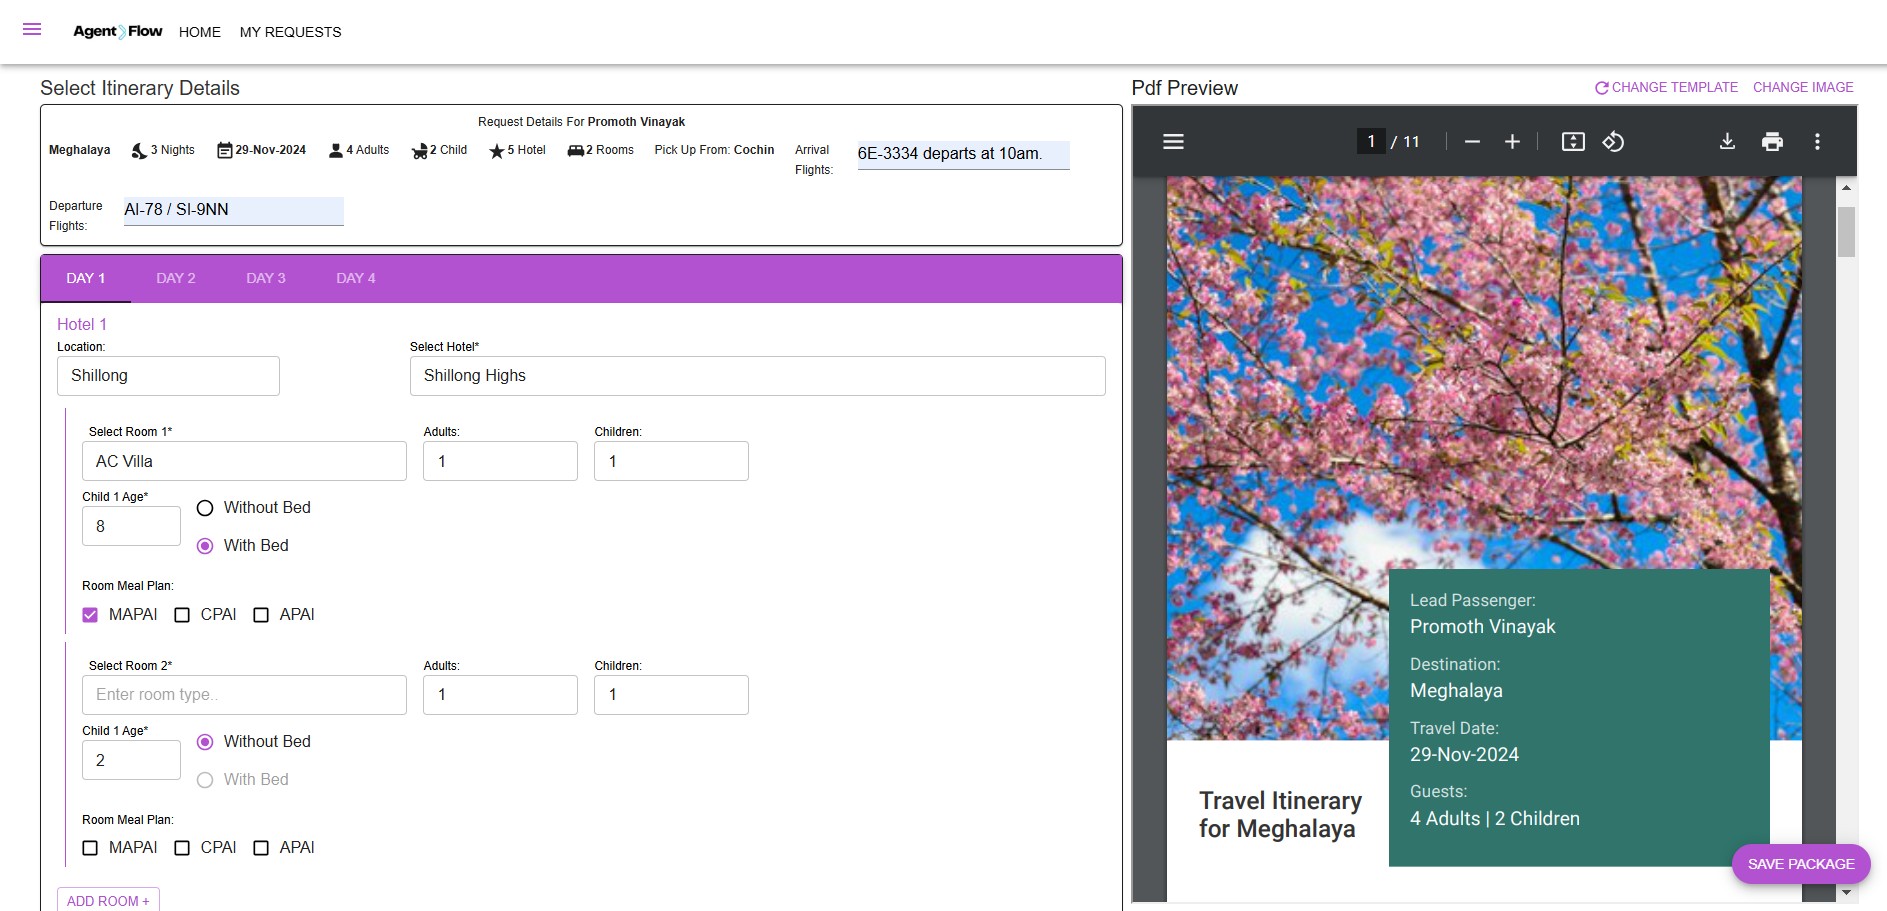 Agent Flow HOME MY REQUESTS
Select Itinerary Details
Request Details For Promoth Vinayak
Meghalaya 3 Nights 29-Nov-2024 4 Adults 2 Child 5 Hotel 2 Rooms Pick Up From: Cochin Arrival Flights: 6E-3334 departs at 10am.
Departure Flights: AI-78 / SI-9NN
DAY 1 DAY 2 DAY 3 DAY 4
Hotel 1
Location: Select Hotel*
Shillong Shillong Highs
Select Room 1* Adults: Children:
AC Villa 1 1
Child 1 Age*
8
Without Bed
With Bed
Room Meal Plan:
MAPAI CPAI APAI
Select Room 2* Adults: Children:
Enter room type.. 1 1
Child 1 Age*
2
Without Bed
With Bed
Room Meal Plan:
MAPAI CPAI APAI
ADD ROOM +
Pdf Preview CHANGE TEMPLATE CHANGE IMAGE
1 / 11
Lead Passenger:
Promoth Vinayak
Destination:
Meghalaya
Travel Date:
29-Nov-2024
Guests:
4 Adults | 2 Children
Travel Itinerary
for Meghalaya
SAVE PACKAGE